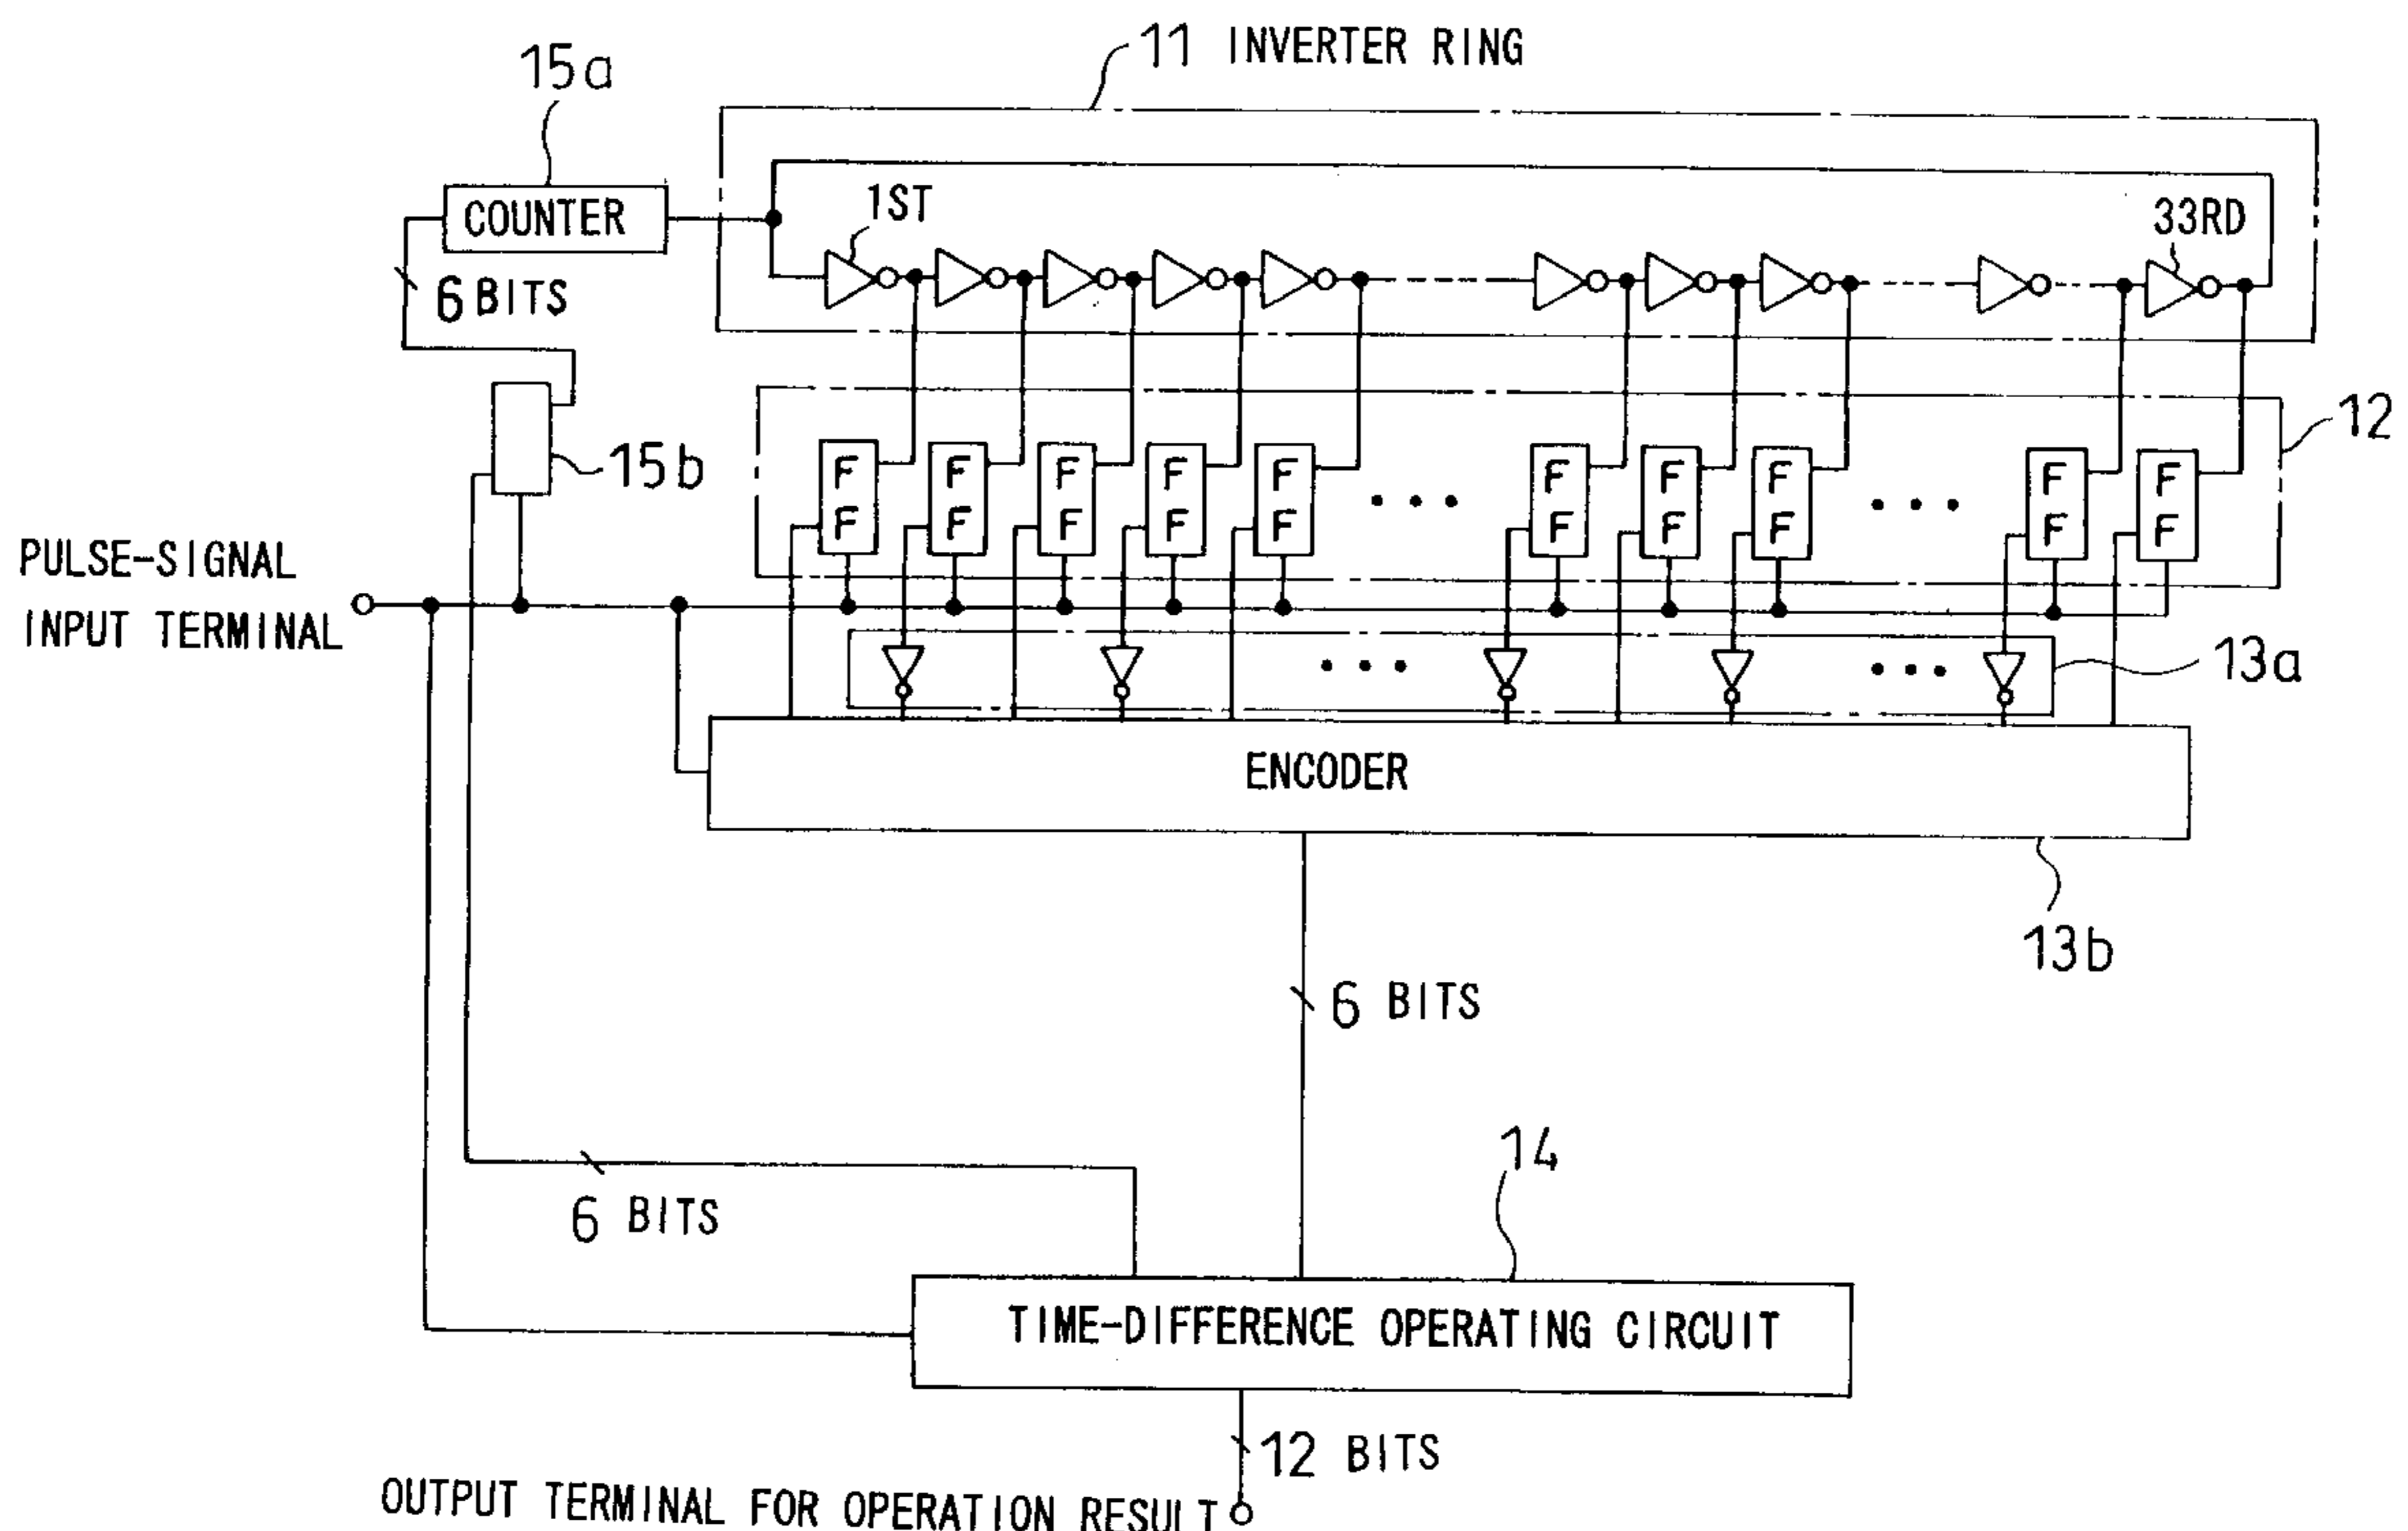 11 INVERTER RING
15a
COUNTER
1ST
33RD
6 BITS
12
15b
F F F F F F F F F F
F F F F F F F F F F
PULSE-SIGNAL
INPUT TERMINAL
13a
ENCODER
13b
6 BITS
14
6 BITS
TIME-DIFFERENCE OPERATING CIRCUIT
12 BITS
OUTPUT TERMINAL FOR OPERATION RESULT